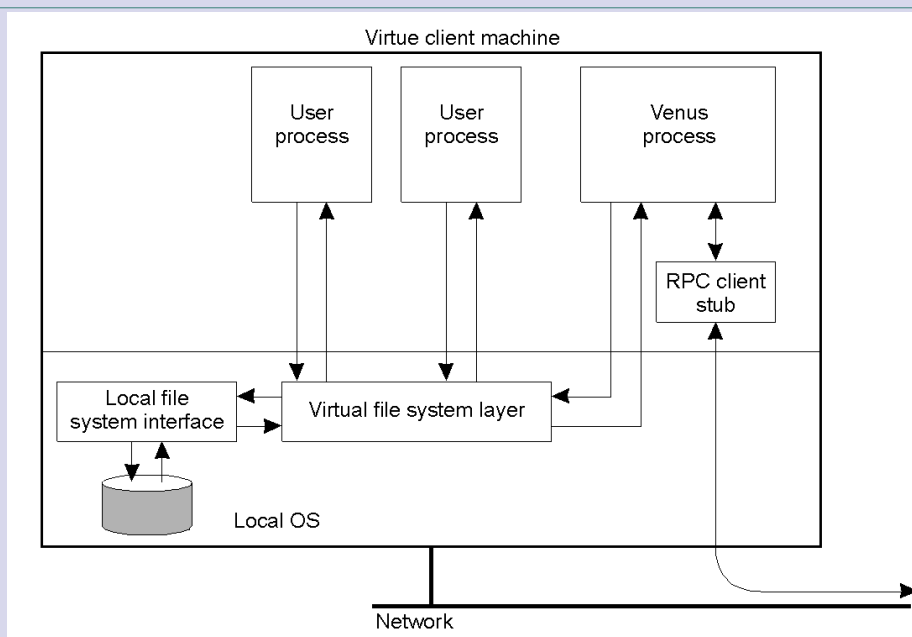 Virtue client machine
User
process
User
process
Venus
process
RPC client
stub
Local file
system interface
Virtual file system layer
Local OS
Network